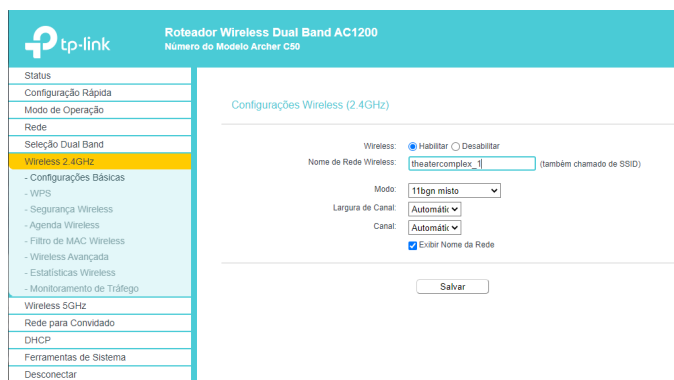 tp-link
Roteador Wireless Dual Band AC1200
Número do Modelo Archer C50
Status
Configuração Rápida
Modo de Operação
Rede
Seleção Dual Band
Wireless 2.4GHz
- Configurações Básicas
- WPS
- Segurança Wireless
- Agenda Wireless
- Filtro de MAC Wireless
- Wireless Avançada
- Estatísticas Wireless
- Monitoramento de Tráfego
Wireless 5GHz
Rede para Convidado
DHCP
Ferramentas de Sistema
Desconectar
Configurações Wireless (2.4GHz)
Wireless: Habilitar Desabilitar
Nome de Rede Wireless: theatercomplex_1 (também chamado de SSID)
Modo: 11bgn misto
Largura de Canal: Automátic
Canal: Automátic
Exibir Nome da Rede
Salvar